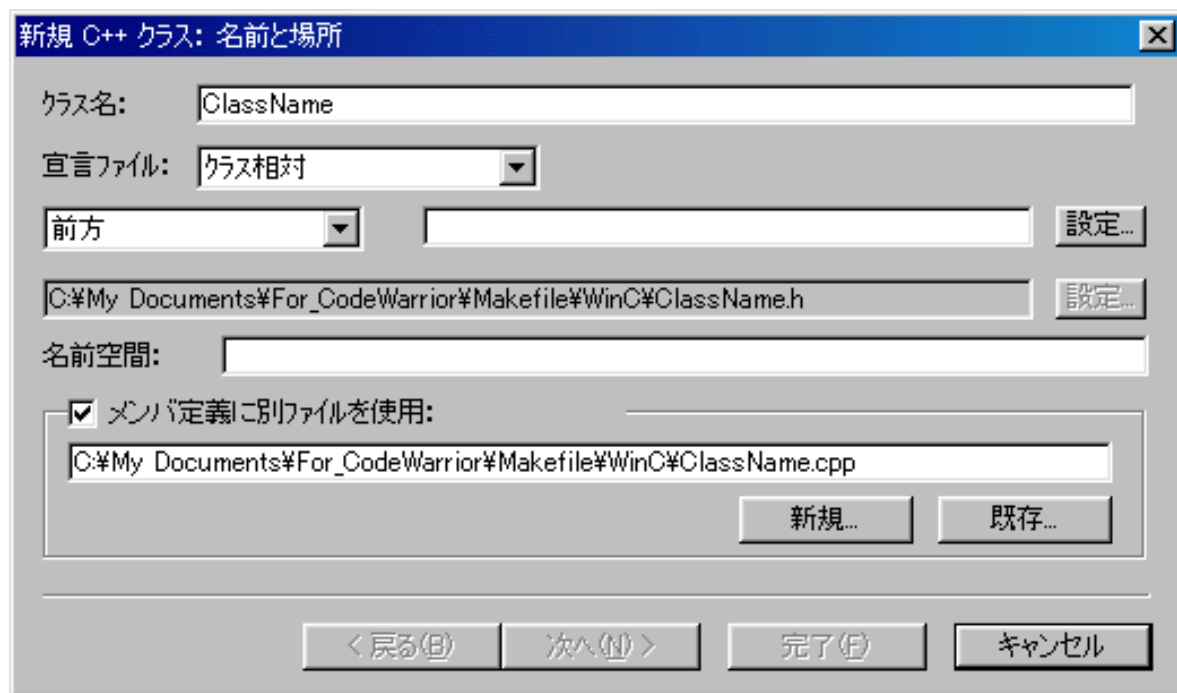 新規 C++ クラス: 名前と場所
クラス名: ClassName
宣言ファイル: クラス相対
前方 設定...
C:¥My Documents¥For_CodeWarrior¥Makefile¥WinC¥ClassName.h 設定...
名前空間:
メンバ定義に別ファイルを使用:
C:¥My Documents¥For_CodeWarrior¥Makefile¥WinC¥ClassName.cpp
新規... 既存...
< 戻る(B) 次へ(N) > 完了(F) キャンセル